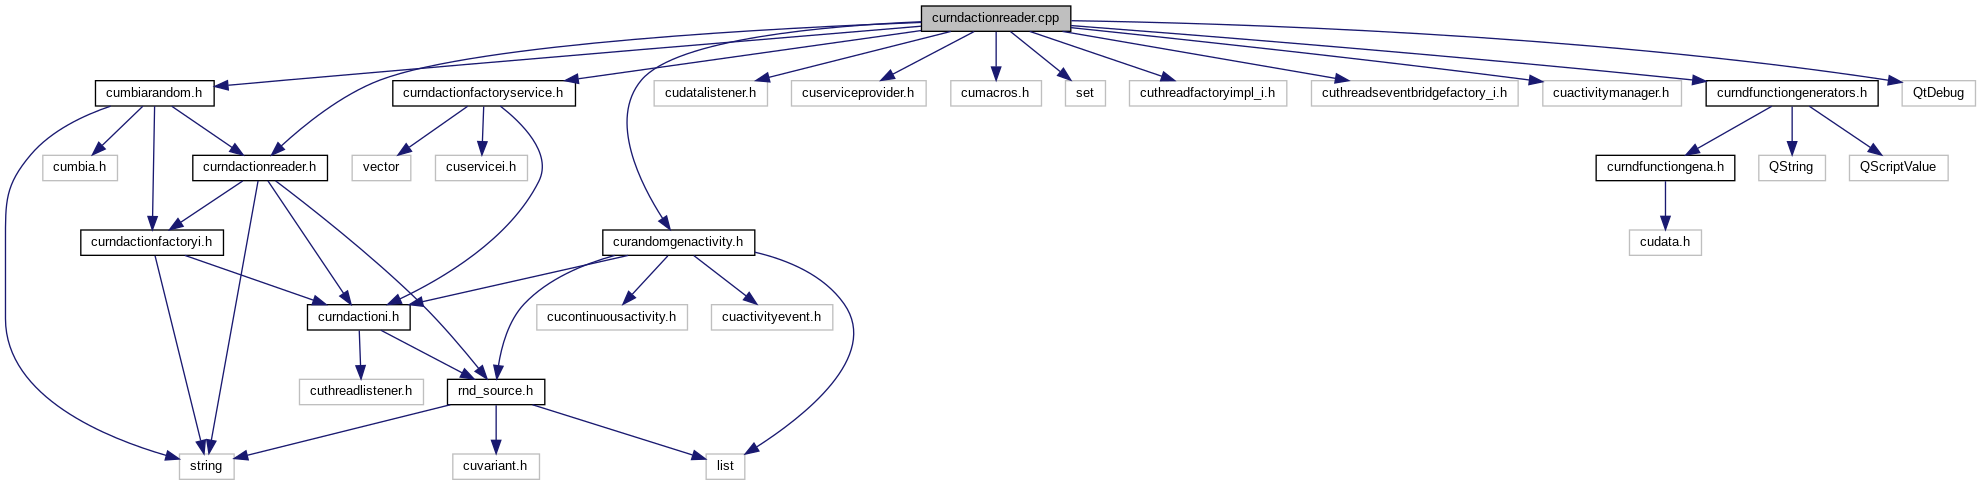 curndactionreader.cpp
cumbiarandom.h
curndactionfactoryservice.h
cudatalistener.h
cuserviceprovider.h
cumacros.h
set
cuthreadfactoryimpl_i.h
cuthreadseventbridgefactory_i.h
cuactivitymanager.h
curndfunctiongenerators.h
QtDebug
cumbia.h
curndactionreader.h
vector
cuservicei.h
curndfunctiongena.h
QString
QScriptValue
curndactionfactoryi.h
curandomgenactivity.h
cudata.h
curndactioni.h
cucontinuousactivity.h
cuactivityevent.h
cuthreadlistener.h
rnd_source.h
string
cuvariant.h
list